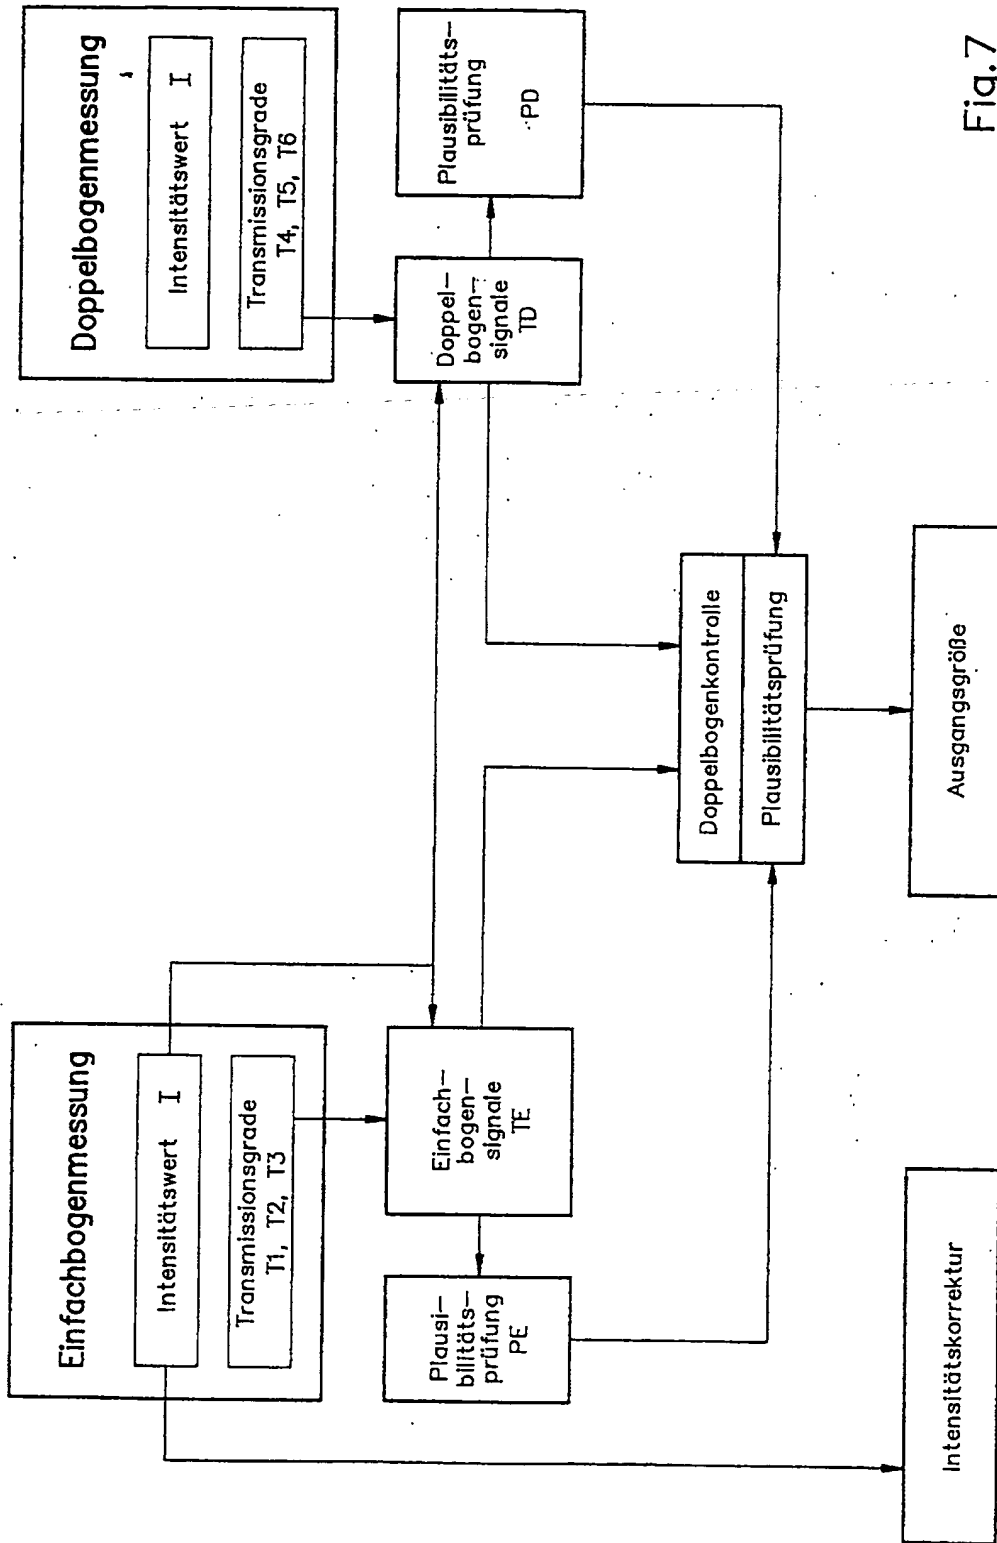 Einfachbogenmessung
Intensitätswert I
Transmissionsgrade
T1, T2, T3
Doppelbogenmessung
Intensitätswert I
Transmissionsgrade
T4, T5, T6
Plausi–
bilitäts–
prüfung
PE
Einfach–
bogen–
signale
TE
Doppel–
bogen–
signale
TD
Plausibilitäts–
prüfung
PD
Doppelbogenkontrolle
Plausibilitätsprüfung
Intensitätskorrektur
Ausgangsgröße
Fig.7